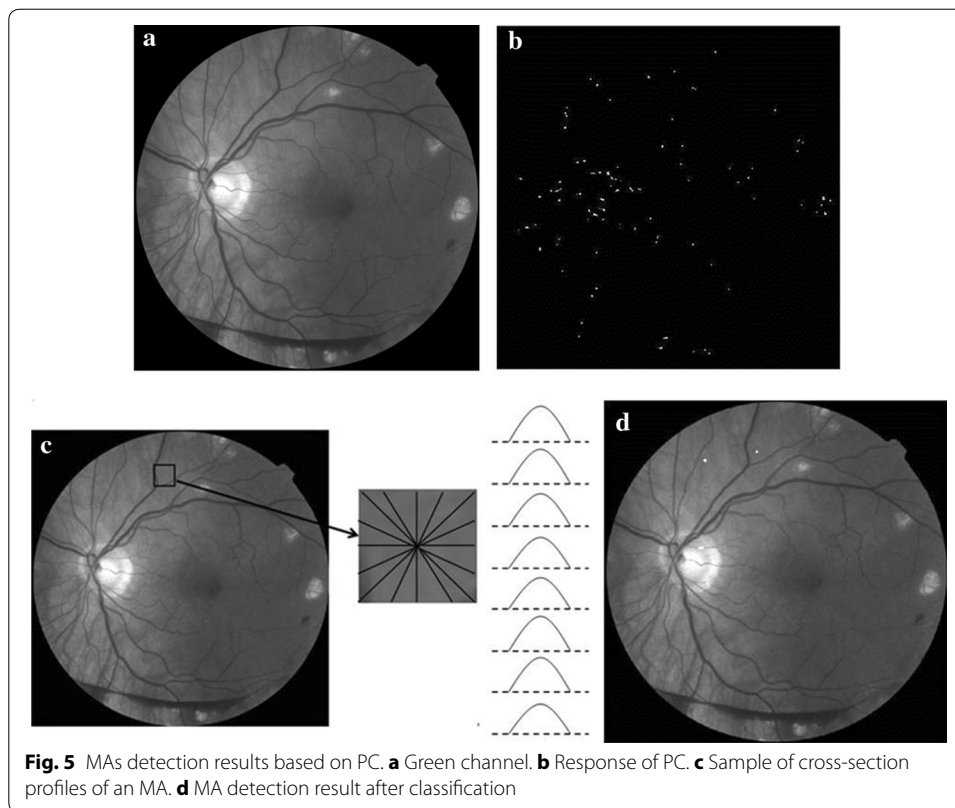 a
b
c
d
Fig. 5 MAs detection results based on PC. a Green channel. b Response of PC. c Sample of cross-section
profiles of an MA. d MA detection result after classification